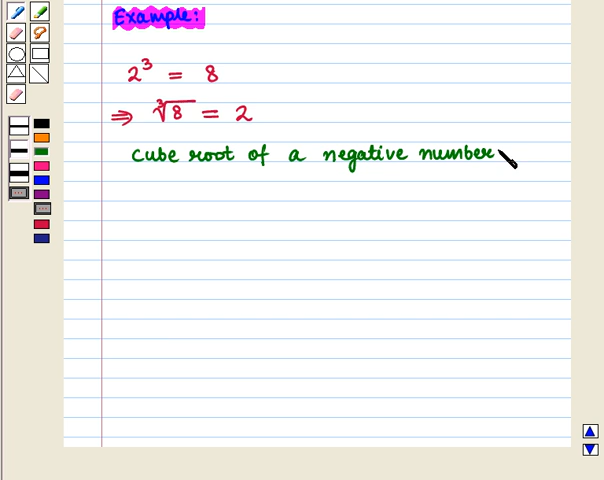 Example:
2³ = 8
⇒ ∛8 = 2
cube root of a negative number